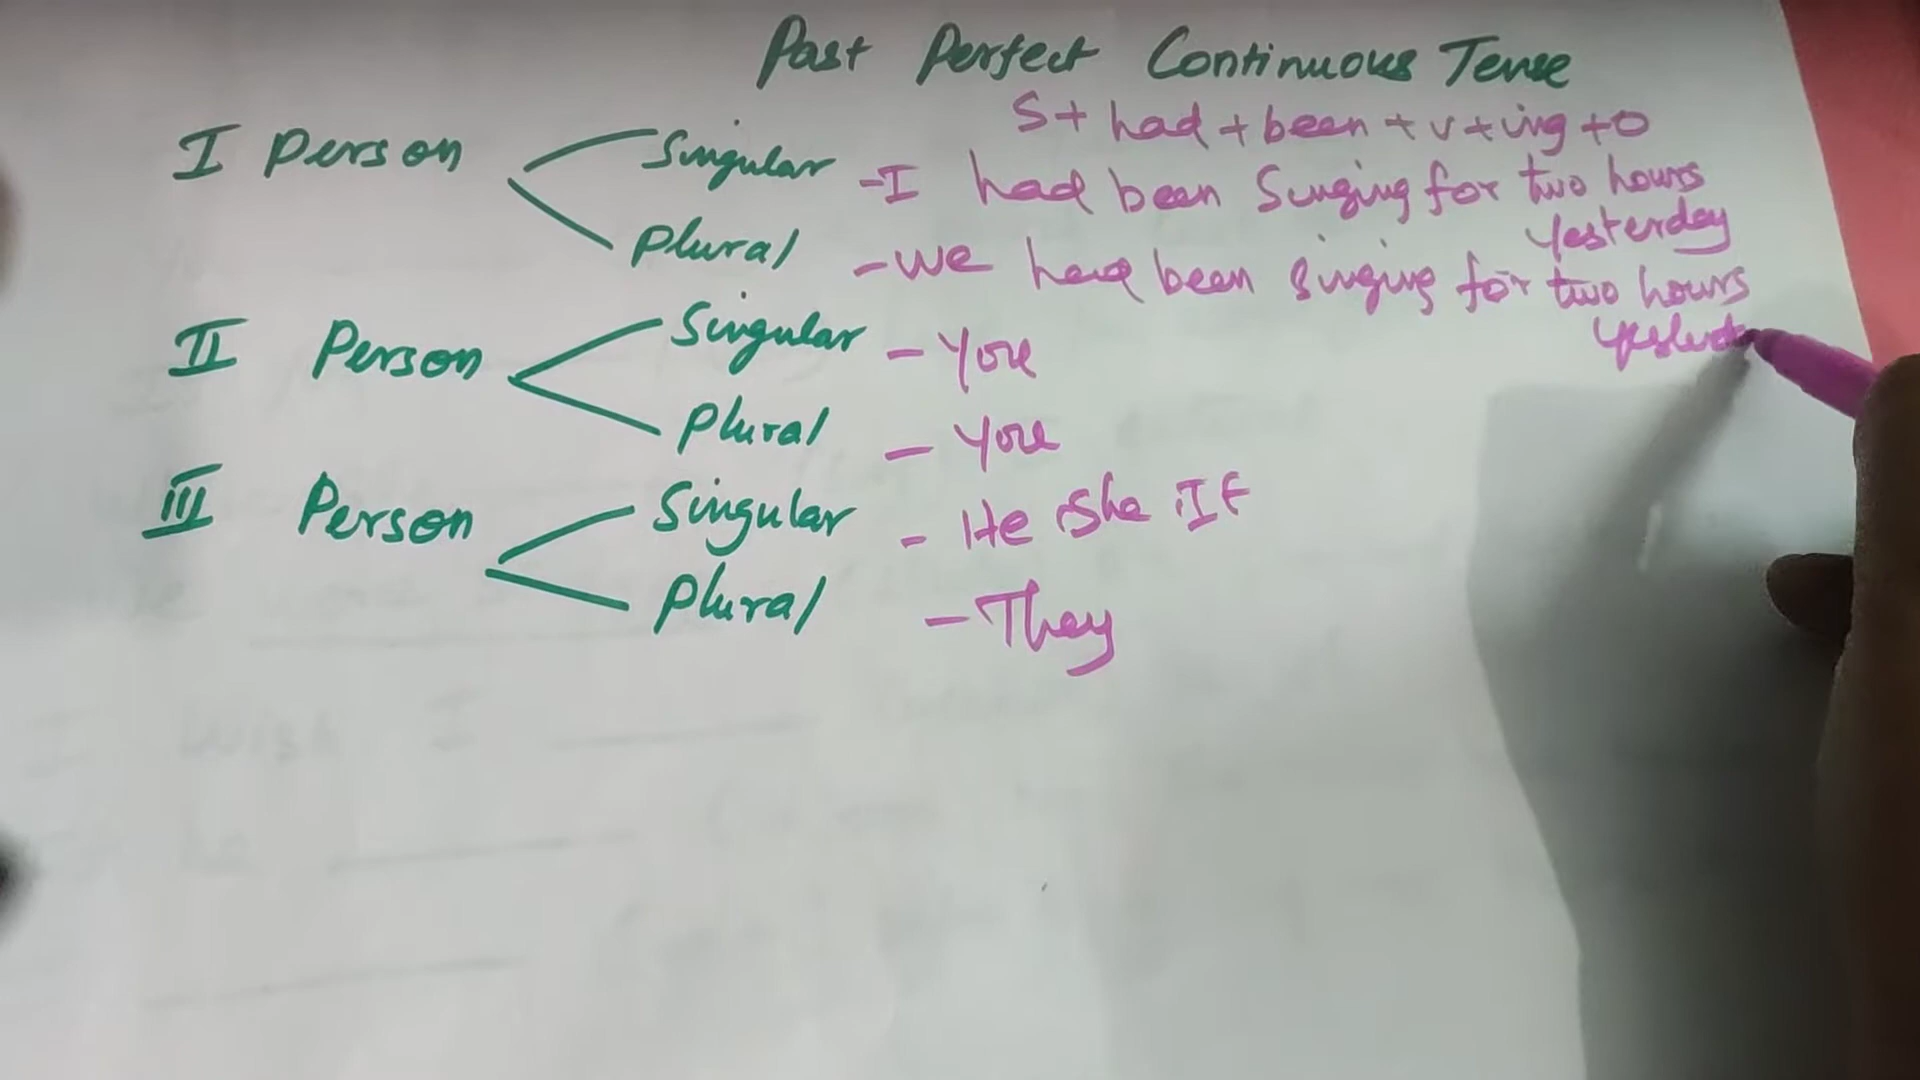 Past Perfect Continuous Tense
S + had + been + v + ing + O
I Person
Singular - I had been Singing for two hours
Yesterday
Plural - We had been singing for two hours
II Person
Singular - You
Plural - You
III Person
Singular - He She It
Plural - They